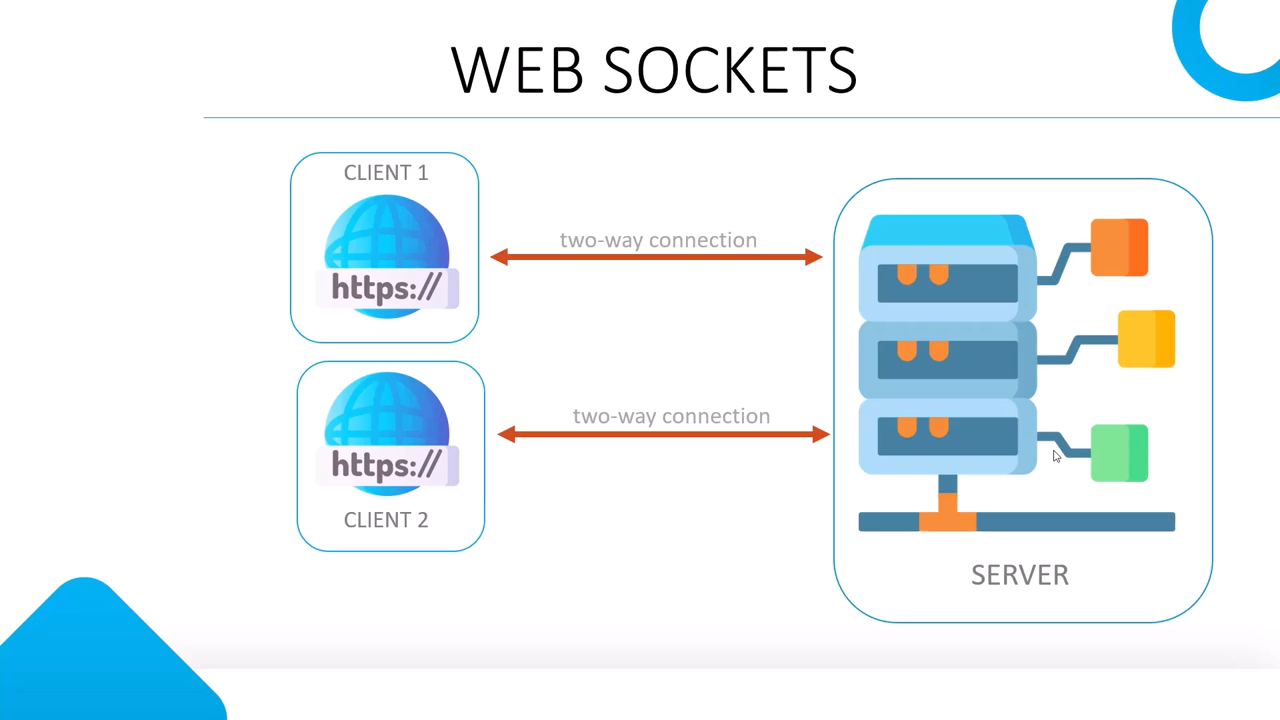 WEB SOCKETS
CLIENT 1
https://
two-way connection
two-way connection
https://
CLIENT 2
SERVER